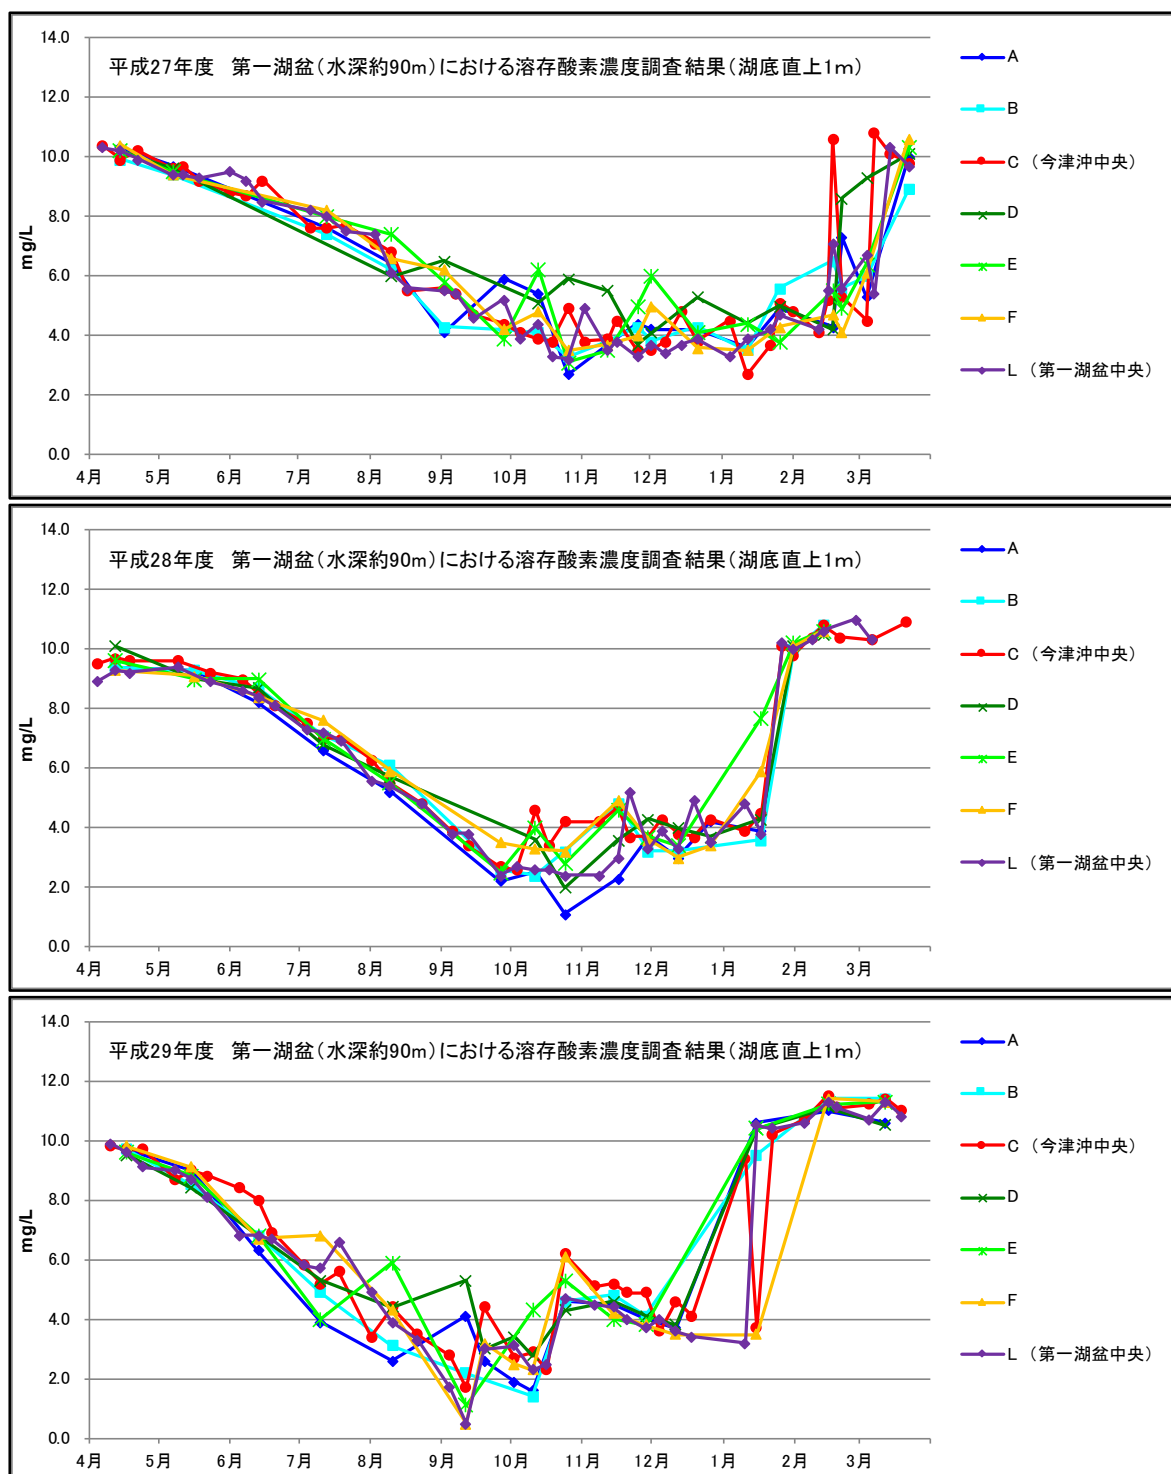 平成27年度　第一湖盆（水深約90m）における溶存酸素濃度調査結果（湖底直上1m）
mg/L
14.0
12.0
10.0
8.0
6.0
4.0
2.0
0.0
4月 5月 6月 7月 8月 9月 10月 11月 12月 1月 2月 3月
A
B
C（今津沖中央）
D
E
F
L（第一湖盆中央）
平成28年度　第一湖盆（水深約90m）における溶存酸素濃度調査結果（湖底直上1m）
mg/L
14.0
12.0
10.0
8.0
6.0
4.0
2.0
0.0
4月 5月 6月 7月 8月 9月 10月 11月 12月 1月 2月 3月
A
B
C（今津沖中央）
D
E
F
L（第一湖盆中央）
平成29年度　第一湖盆（水深約90m）における溶存酸素濃度調査結果（湖底直上1m）
mg/L
14.0
12.0
10.0
8.0
6.0
4.0
2.0
0.0
4月 5月 6月 7月 8月 9月 10月 11月 12月 1月 2月 3月
A
B
C（今津沖中央）
D
E
F
L（第一湖盆中央）